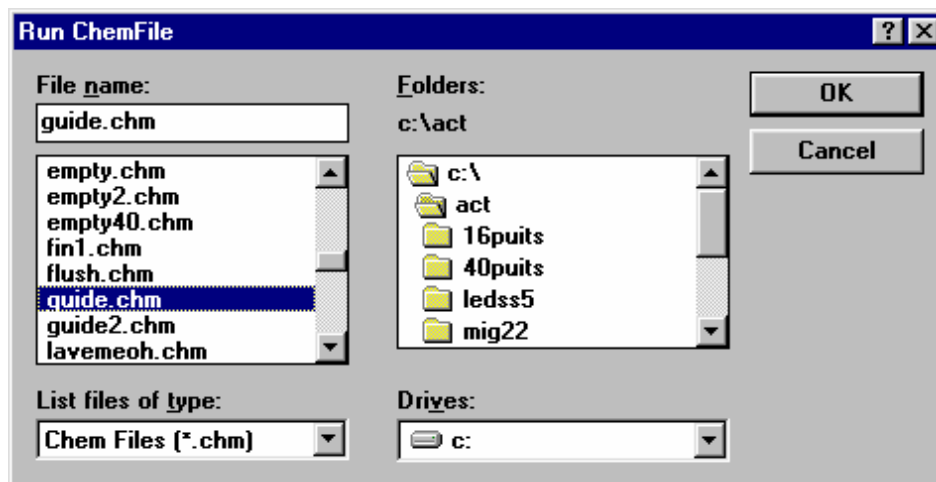 Run ChemFile
File name:
guide.chm
empty.chm
empty2.chm
empty40.chm
fin1.chm
flush.chm
guide.chm
guide2.chm
lavemeoh.chm
List files of type:
Chem Files (*.chm)
Folders:
c:\act
c:\
act
16puits
40puits
ledss5
mig22
Drives:
c:
OK
Cancel